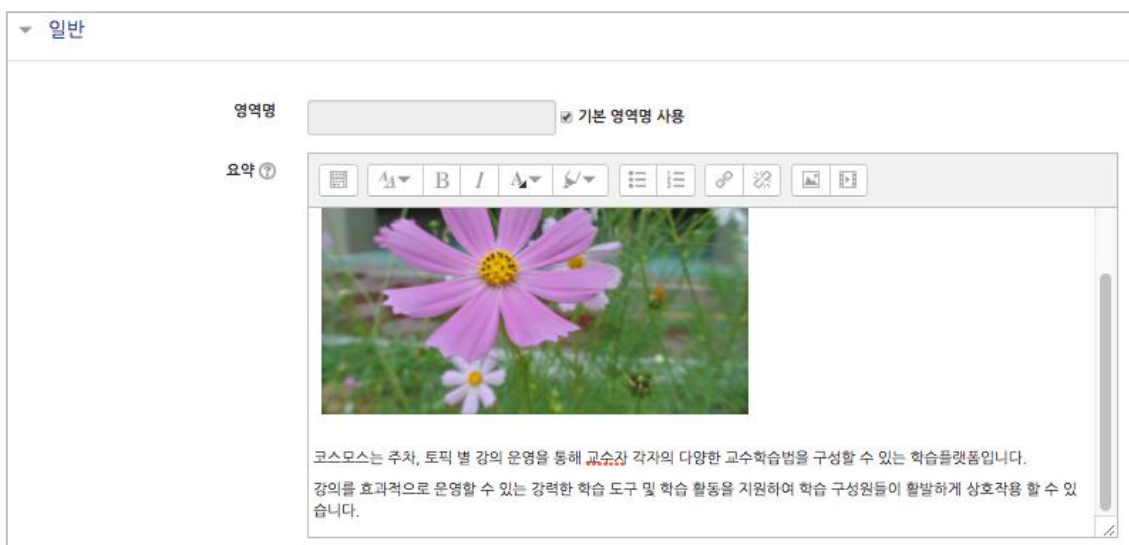 일반
영역명
기본 영역명 사용
요약
B I
코스모스는 주차, 토픽 별 강의 운영을 통해 교수자 각자의 다양한 교수학습법을 구성할 수 있는 학습플랫폼입니다.
강의를 효과적으로 운영할 수 있는 강력한 학습 도구 및 학습 활동을 지원하여 학습 구성원들이 활발하게 상호작용 할 수 있
습니다.